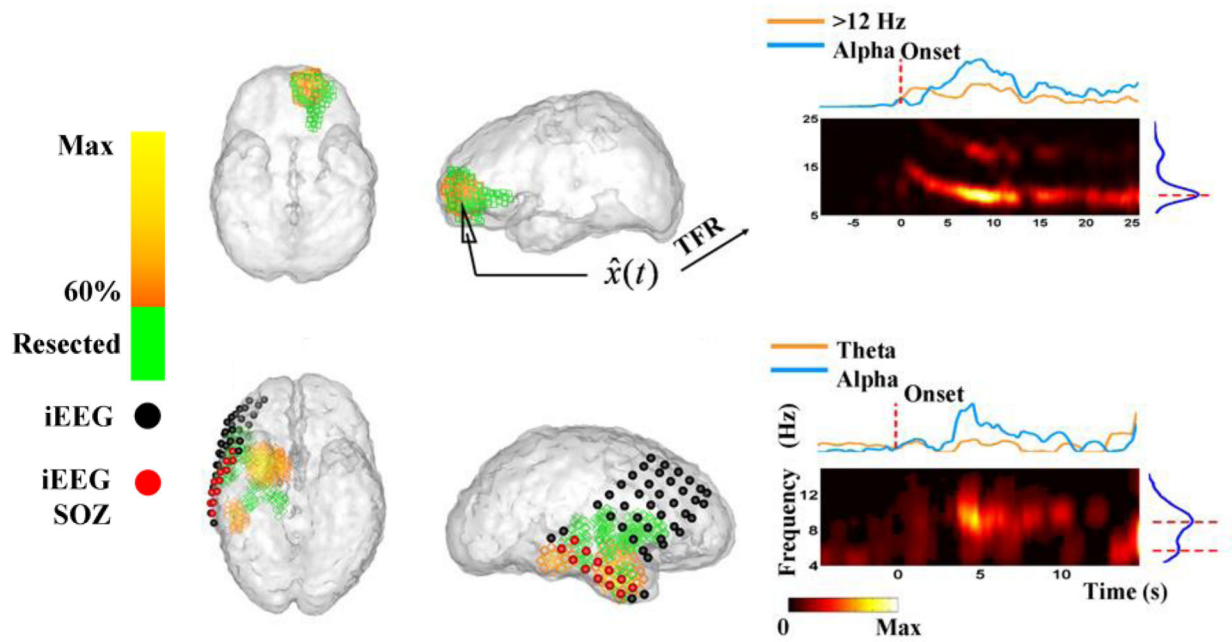 Max
60%
Resected
iEEG
iEEG
SOZ
x̂(t)
TFR
>12 Hz
Alpha Onset
25
15
5
-5 0 5 10 15 20 25
Theta
Alpha
Onset
Frequency (Hz)
12
8
4
0 5 10
Time (s)
0 Max